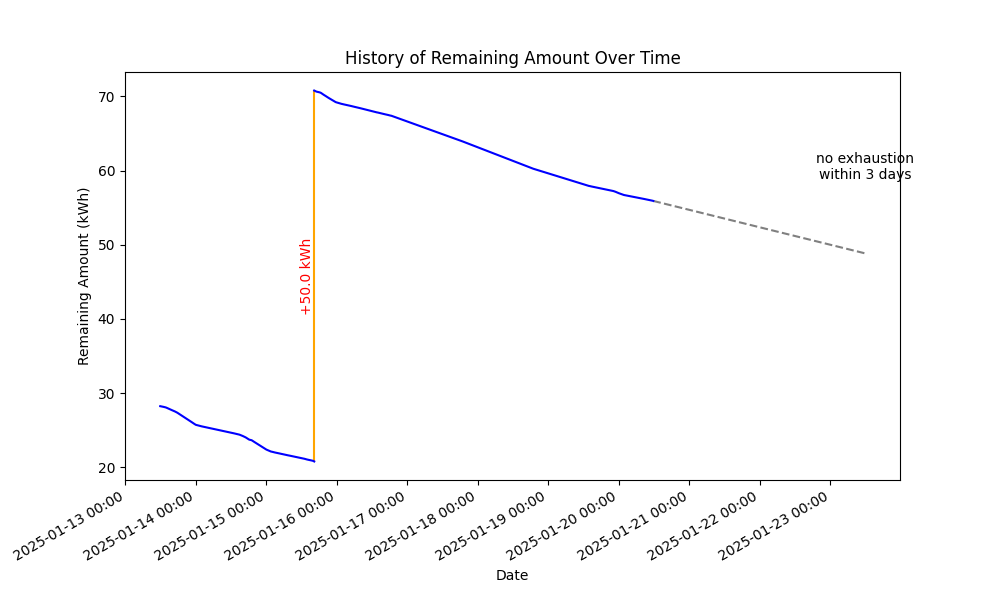 History of Remaining Amount Over Time
Remaining Amount (kWh)
70
60
50
40
30
20
+50.0 kWh
no exhaustion
within 3 days
2025-01-13 00:00
2025-01-14 00:00
2025-01-15 00:00
2025-01-16 00:00
2025-01-17 00:00
2025-01-18 00:00
2025-01-19 00:00
2025-01-20 00:00
2025-01-21 00:00
2025-01-22 00:00
2025-01-23 00:00
Date